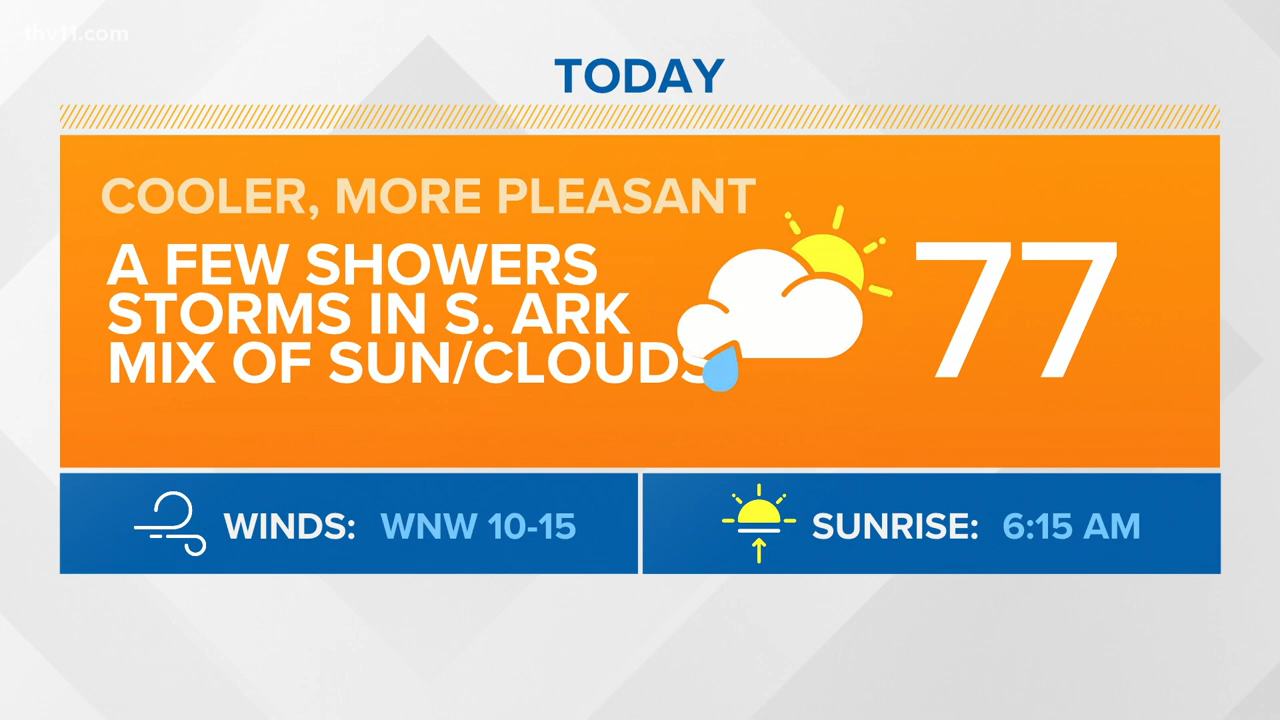 thv11.com
TODAY
COOLER, MORE PLEASANT
A FEW SHOWERS
STORMS IN S. ARK
MIX OF SUN/CLOUDS
77
WINDS: WNW 10-15
SUNRISE: 6:15 AM